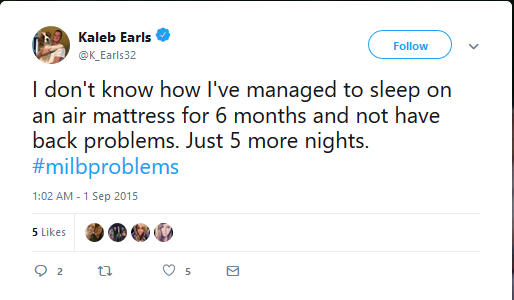 Kaleb Earls
@K_Earls32
Follow
I don't know how I've managed to sleep on
an air mattress for 6 months and not have
back problems. Just 5 more nights.
#milbproblems
1:02 AM - 1 Sep 2015
5 Likes
2
5